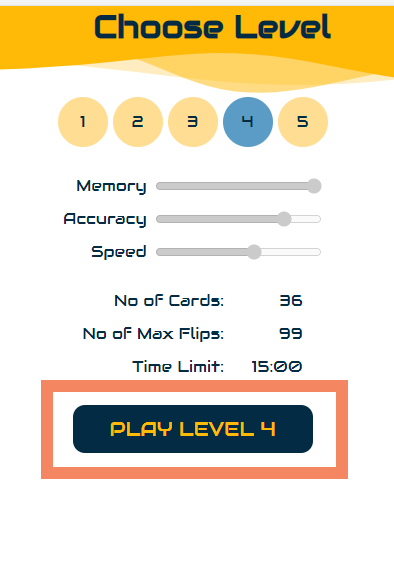 Choose Level
1 2 3 4 5
Memory
Accuracy
Speed
No of Cards: 36
No of Max Flips: 99
Time Limit: 15:00
PLAY LEVEL 4